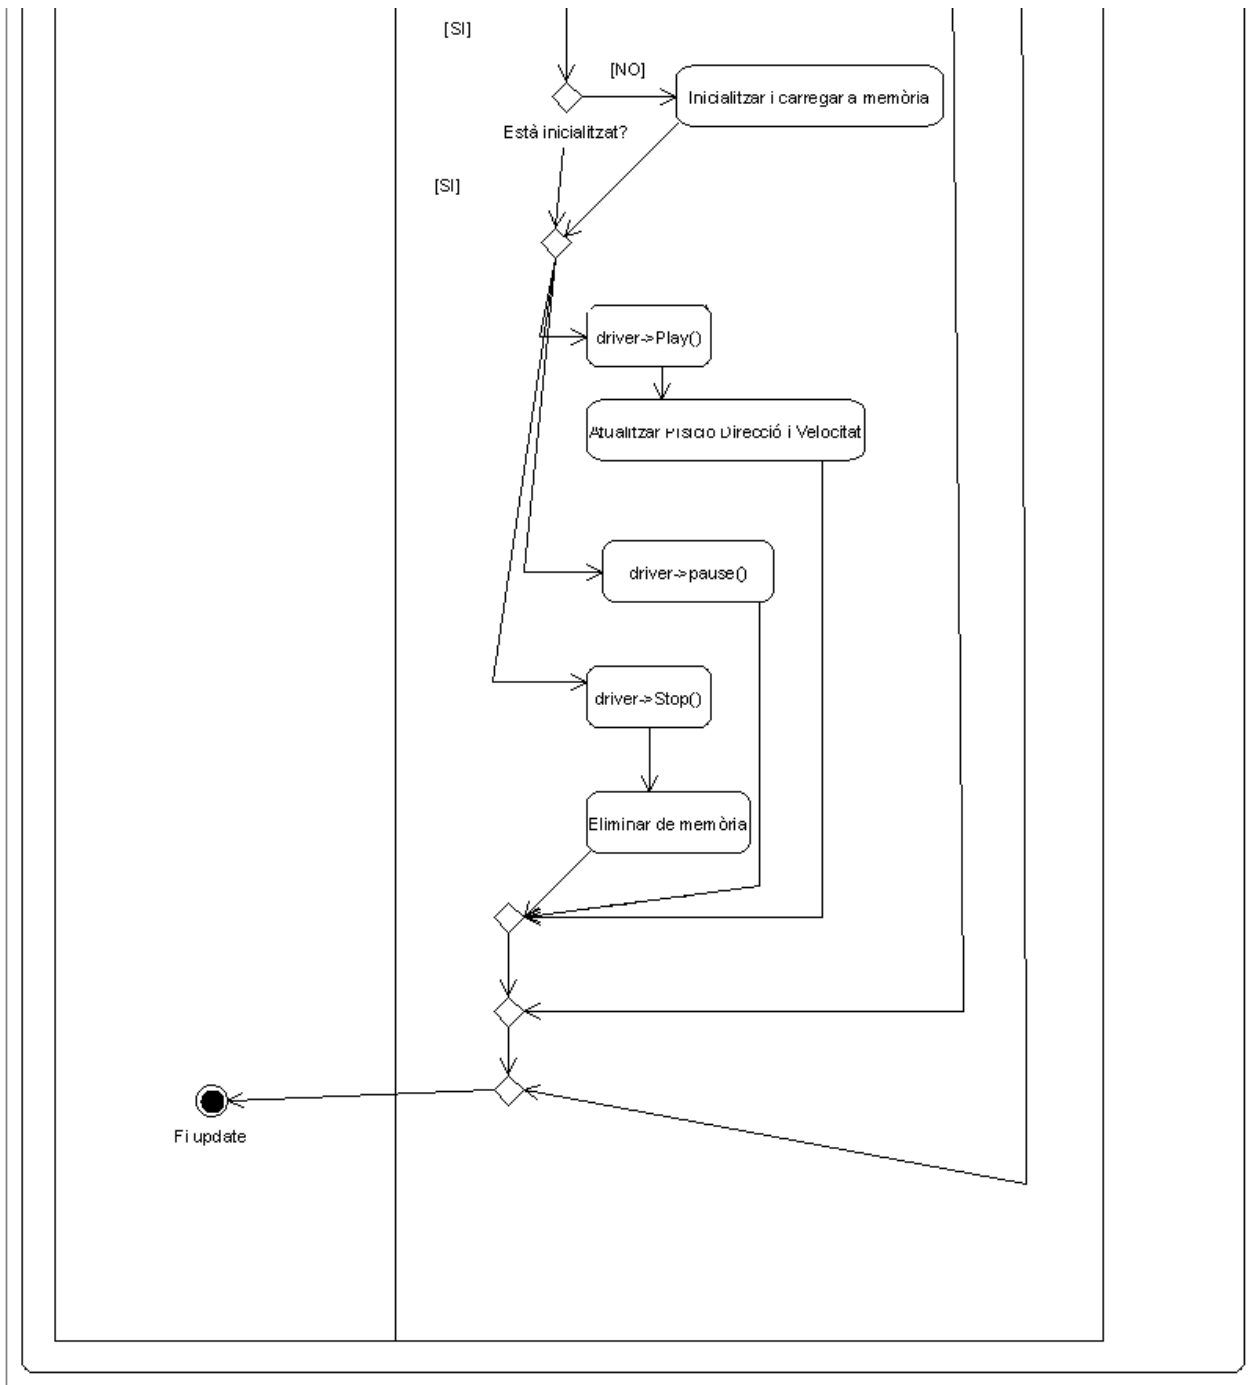 [SI]
[NO]
Inicialitzar i carregar a memòria
Està inicialitzat?
[SI]
driver->Play()
Atualitzar Pisició Direcció i Velocitat
driver->pause()
driver->Stop()
Eliminar de memòria
Fi update